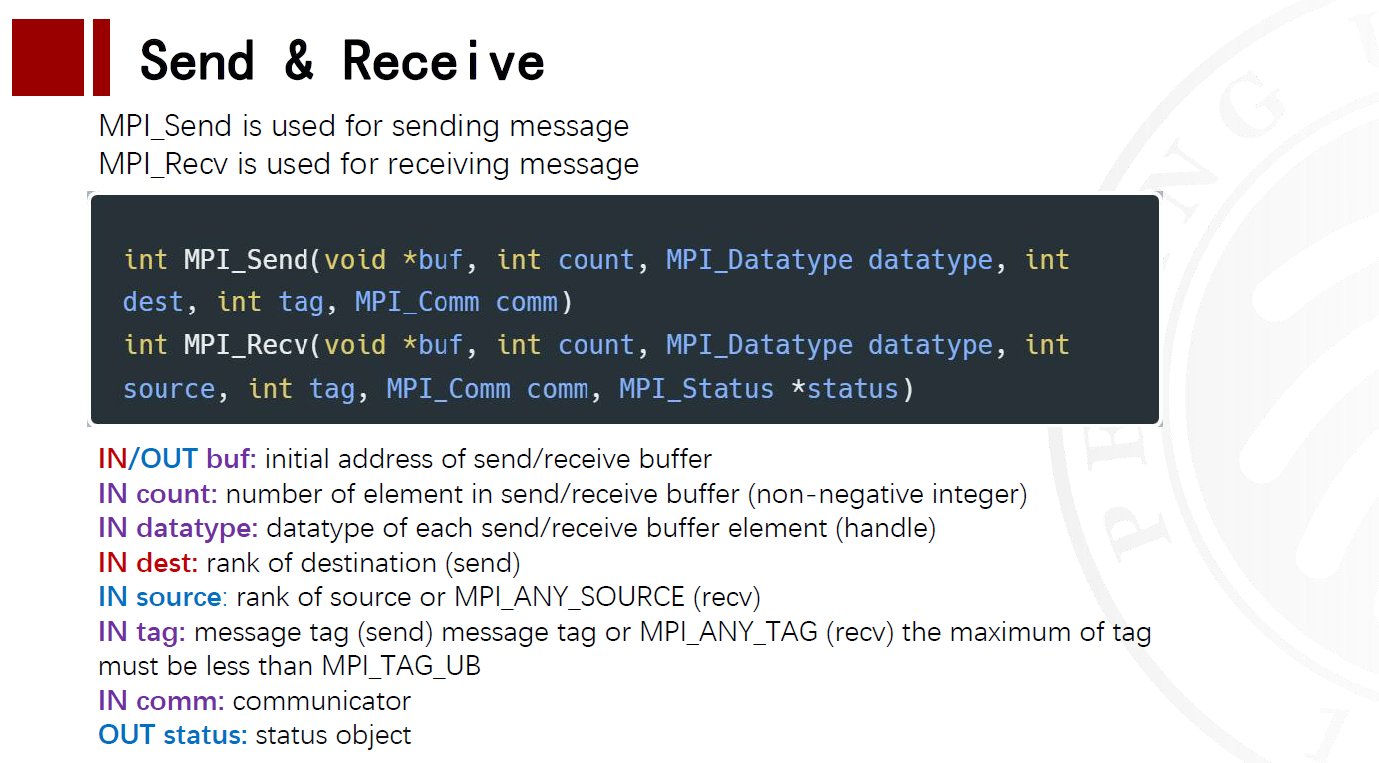 Send & Receive
MPI_Send is used for sending message
MPI_Recv is used for receiving message
int MPI_Send(void *buf, int count, MPI_Datatype datatype, int
dest, int tag, MPI_Comm comm)
int MPI_Recv(void *buf, int count, MPI_Datatype datatype, int
source, int tag, MPI_Comm comm, MPI_Status *status)
IN/OUT buf: initial address of send/receive buffer
IN count: number of element in send/receive buffer (non-negative integer)
IN datatype: datatype of each send/receive buffer element (handle)
IN dest: rank of destination (send)
IN source: rank of source or MPI_ANY_SOURCE (recv)
IN tag: message tag (send) message tag or MPI_ANY_TAG (recv) the maximum of tag
must be less than MPI_TAG_UB
IN comm: communicator
OUT status: status object